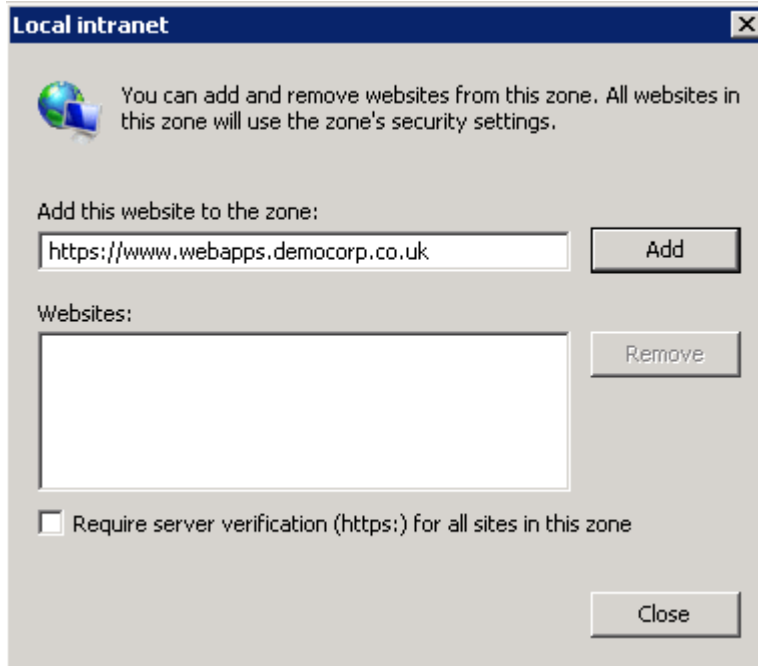 Local intranet
You can add and remove websites from this zone. All websites in
this zone will use the zone's security settings.
Add this website to the zone:
https://www.webapps.democorp.co.uk
Add
Websites:
Remove
Require server verification (https:) for all sites in this zone
Close